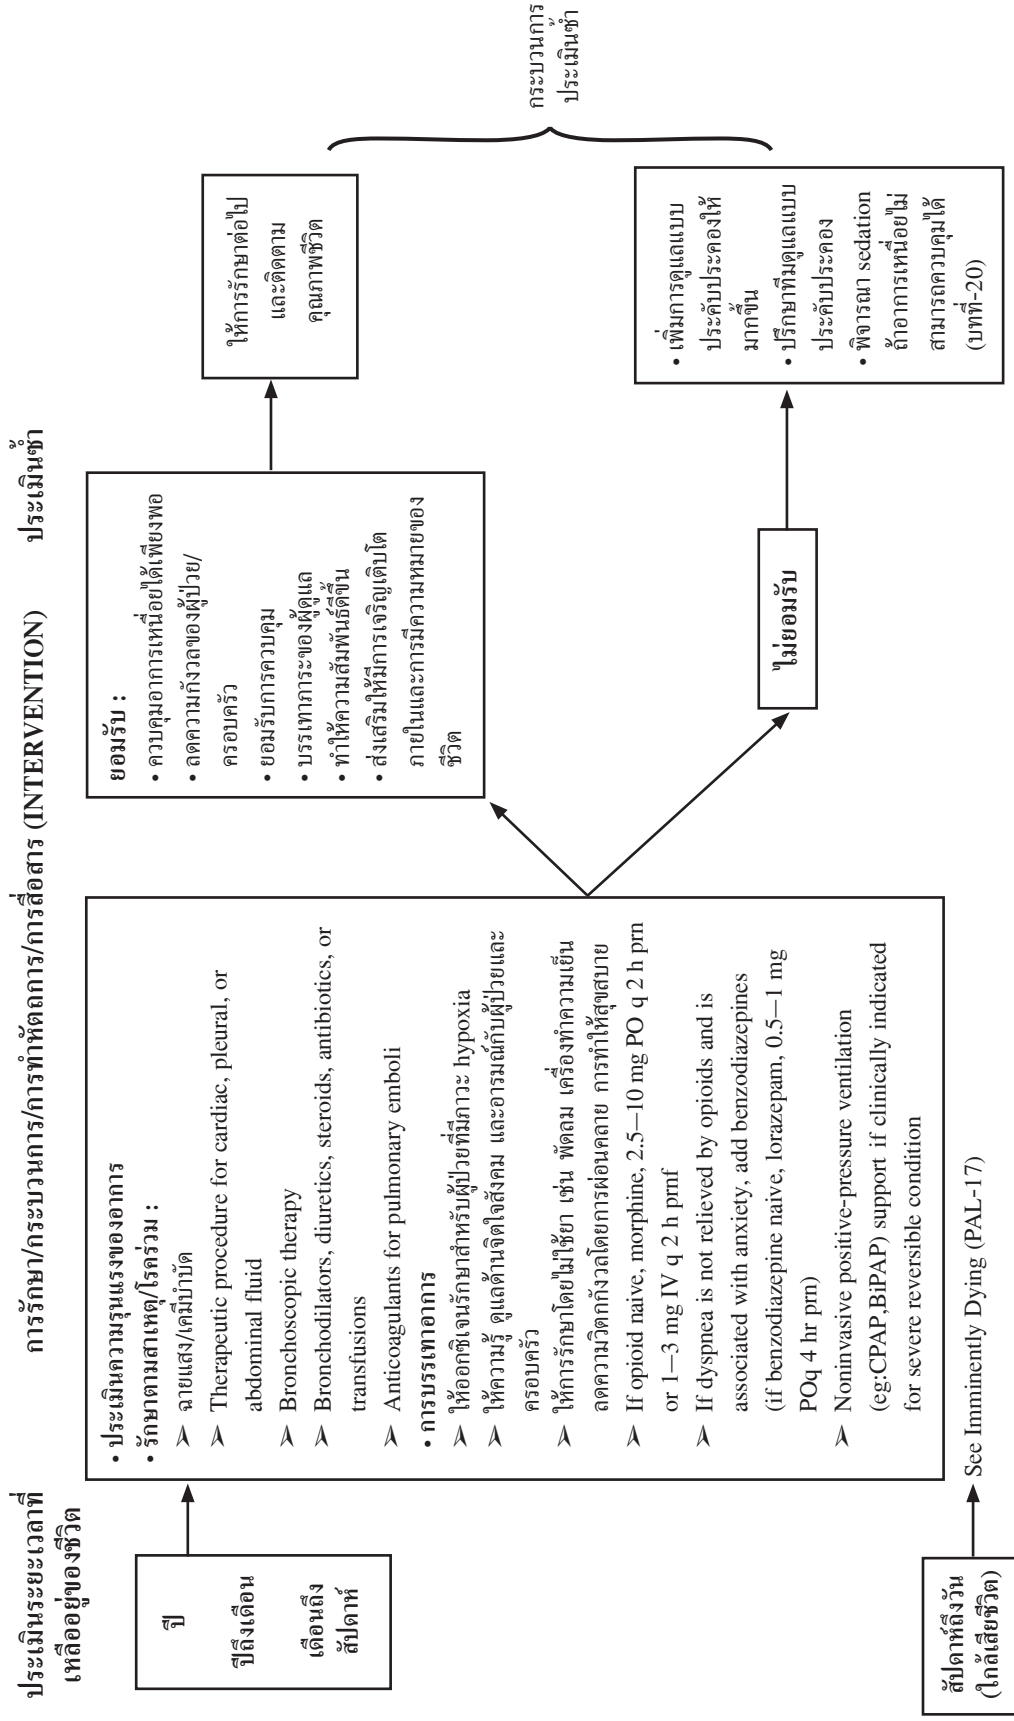 ประเมินระยะเวลาที่
เหลืออยู่ของชีวิต
การรักษา/กระบวนการ/การทำหัตถการ/การสื่อสาร (INTERVENTION)
ประเมินซ้ำ
ปี
ปีถึงเดือน
เดือนถึง
สัปดาห์
• ประเมินความรุนแรงของอาการ
• รักษาตามสาเหตุ/โรคร่วม :
➢ ฉายแสง/เคมีบำบัด
➢ Therapeutic procedure for cardiac, pleural, or
abdominal fluid
➢ Bronchoscopic therapy
➢ Bronchodilators, diuretics, steroids, antibiotics, or
transfusions
➢ Anticoagulants for pulmonary emboli
• การบรรเทาอาการ
➢ ให้ออกซิเจนรักษาสำหรับผู้ป่วยที่มีภาวะ hypoxia
➢ ให้ความรู้ ดูแลด้านจิตใจสังคม และอารมณ์กับผู้ป่วยและ
ครอบครัว
➢ ให้การรักษาโดยไม่ใช้ยา เช่น พัดลม เครื่องทำความเย็น
ลดความวิตกกังวลโดยการผ่อนคลาย การทำให้สุขสบาย
➢ If opioid naive, morphine, 2.5–10 mg PO q 2 h prn
or 1–3 mg IV q 2 h prnf
➢ If dyspnea is not relieved by opioids and is
associated with anxiety, add benzodiazepines
(if benzodiazepine naive, lorazepam, 0.5–1 mg
POq 4 hr prn)
➢ Noninvasive positive-pressure ventilation
(eg:CPAP,BiPAP) support if clinically indicated
for severe reversible condition
ยอมรับ :
• ควบคุมอาการเหนื่อยได้เพียงพอ
• ลดความกังวลของผู้ป่วย/
ครอบครัว
• ยอมรับการควบคุม
• บรรเทาภาระของผู้ดูแล
• ทำให้ความสัมพันธ์ดีขึ้น
• ส่งเสริมให้มีการเจริญเติบโต
ภายในและการมีความหมายของ
ชีวิต
ให้การรักษาต่อไป
และติดตาม
คุณภาพชีวิต
ไม่ยอมรับ
• เพิ่มการดูแลแบบ
ประคับประคองให้
มากขึ้น
• ปรึกษาทีมดูแลแบบ
ประคับประคอง
• พิจารณา sedation
ถ้าอาการเหนื่อยไม่
สามารถควบคุมได้
(บทที่-20)
กระบวนการ
ประเมินซ้ำ
สัปดาห์ถึงวัน
(ใกล้เสียชีวิต)
See Imminently Dying (PAL-17)